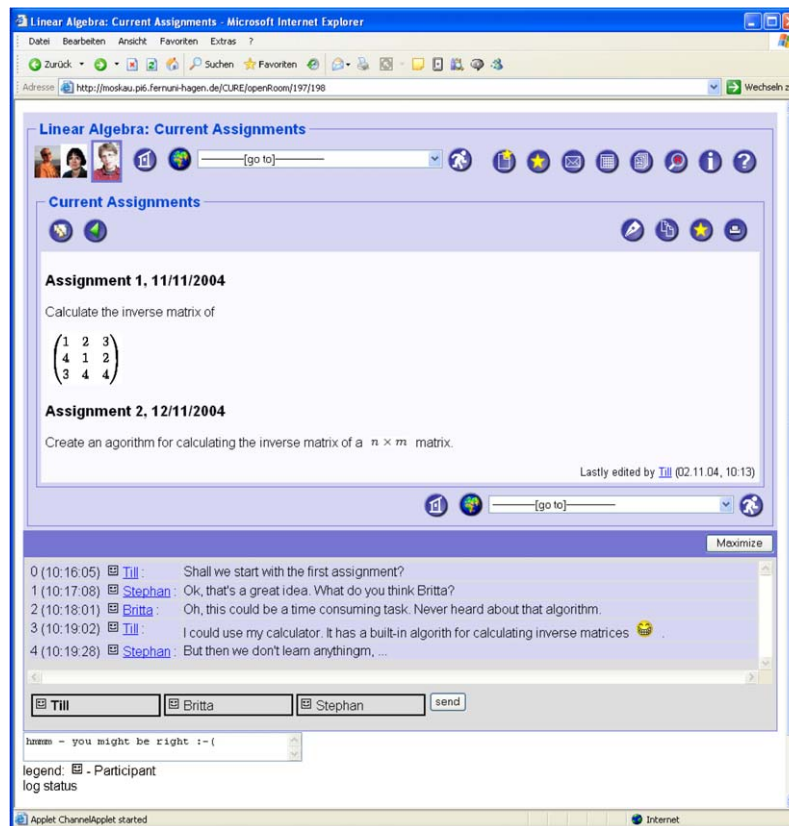 Linear Algebra: Current Assignments - Microsoft Internet Explorer
Datei Bearbeiten Ansicht Favoriten Extras ?
Zurück Suchen Favoriten
Adresse http://moskau.pi6.fernuni-hagen.de/CURE/openRoom/197/198 Wechseln z
Linear Algebra: Current Assignments
————[go to]————
Current Assignments
Assignment 1, 11/11/2004
Calculate the inverse matrix of
1 2 3
4 1 2
3 4 4
Assignment 2, 12/11/2004
Create an agorithm for calculating the inverse matrix of a n × m matrix.
Lastly edited by Till (02.11.04, 10:13)
————[go to]————
Maximize
0 (10:16:05) Till : Shall we start with the first assignment?
1 (10:17:08) Stephan : Ok, that's a great idea. What do you think Britta?
2 (10:18:01) Britta : Oh, this could be a time consuming task. Never heard about that algorithm.
3 (10:19:02) Till : I could use my calculator. It has a built-in algorith for calculating inverse matrices .
4 (10:19:28) Stephan : But then we don't learn anythingm, ...
Till Britta Stephan send
hmmm - you might be right :-(
legend: - Participant
log status
Applet ChannelApplet started Internet